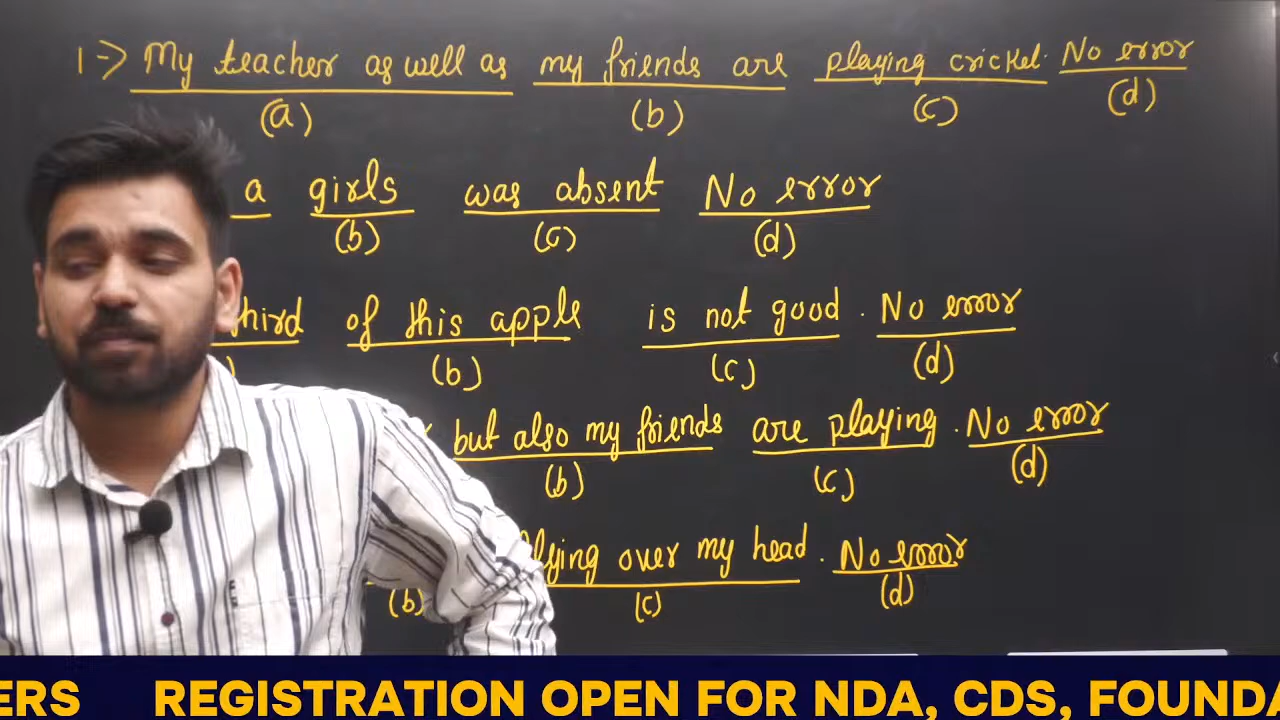 1 -> My teacher as well as my friends are playing cricket. No error
(a) (b) (c) (d)
a girls was absent No error
(b) (c) (d)
third of this apple is not good. No error
(b) (c) (d)
but also my friends are playing. No error
(b) (c) (d)
flying over my head. No error
(b) (c) (d)
ERS REGISTRATION OPEN FOR NDA, CDS, FOUNDA